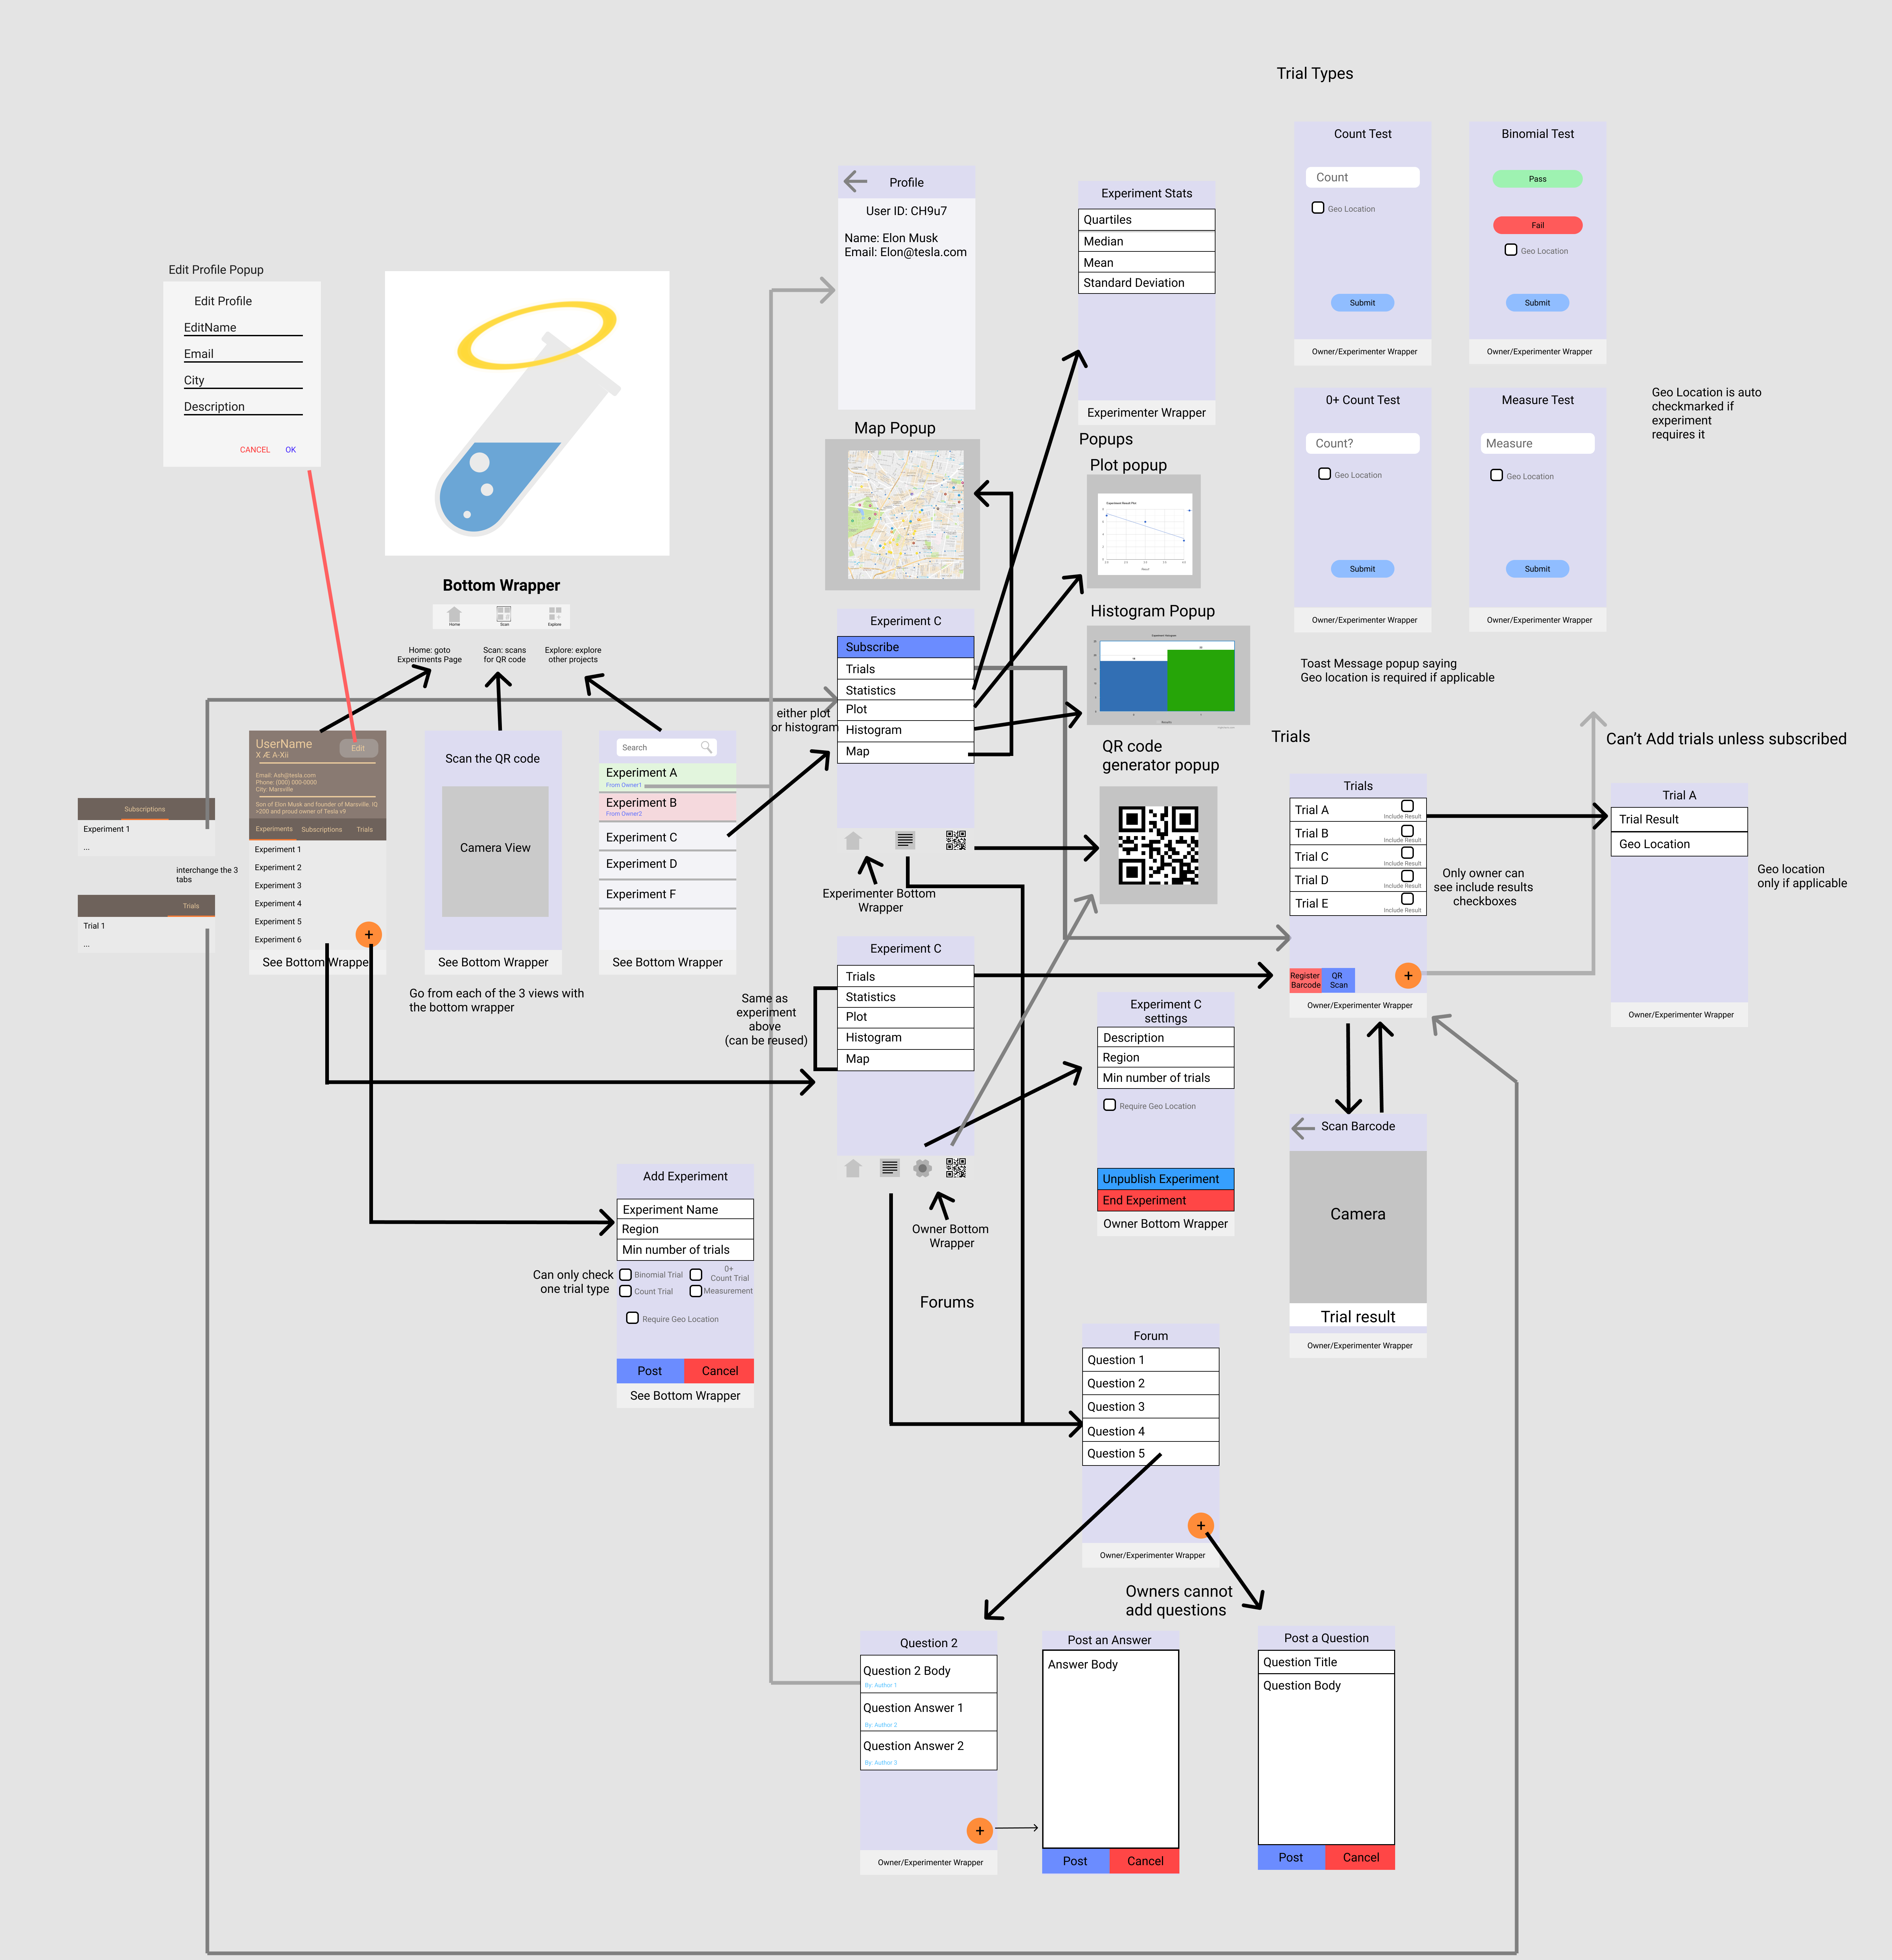 Trial Types
Count Test
Count
Geo Location
Submit
Owner/Experimenter Wrapper
Binomial Test
Pass
Fail
Geo Location
Submit
Owner/Experimenter Wrapper
0+ Count Test
Count?
Geo Location
Submit
Owner/Experimenter Wrapper
Measure Test
Measure
Geo Location
Submit
Owner/Experimenter Wrapper
Geo Location is auto
checkmarked if
experiment
requires it
Toast Message popup saying
Geo location is required if applicable
Profile
User ID: CH9u7
Name: Elon Musk
Email: Elon@tesla.com
Experiment Stats
Quartiles
Median
Mean
Standard Deviation
Experimenter Wrapper
Edit Profile Popup
Edit Profile
EditName
Email
City
Description
CANCEL OK
Map Popup
Popups
Plot popup
Experiment Result Plot
Histogram Popup
Bottom Wrapper
Home
Scan
Explore
Home: goto
Experiments Page
Scan: scans
for QR code
Explore: explore
other projects
Experiment C
Subscribe
Trials
Statistics
Plot
Histogram
Map
either plot
or histogram
Experimenter Bottom
Wrapper
QR code
generator popup
UserName
X Æ A-Xii
Edit
Email: Ash@tesla.com
Phone: (000) 000-0000
City: Marsville
Son of Elon Musk and founder of Marsville. IQ
>200 and proud owner of Tesla v9
Experiments Subscriptions Trials
Experiment 1
Experiment 2
Experiment 3
Experiment 4
Experiment 5
Experiment 6
+
See Bottom Wrapper
Subscriptions
Experiment 1
...
interchange the 3
tabs
Trials
Trial 1
...
Scan the QR code
Camera View
See Bottom Wrapper
Search
Experiment A
From Owner1
Experiment B
From Owner2
Experiment C
Experiment D
Experiment F
See Bottom Wrapper
Go from each of the 3 views with
the bottom wrapper
Trials
Trials
Trial A
Include Result
Trial B
Include Result
Trial C
Include Result
Trial D
Include Result
Trial E
Include Result
Register
Barcode
QR
Scan
+
Owner/Experimenter Wrapper
Only owner can
see include results
checkboxes
Can't Add trials unless subscribed
Trial A
Trial Result
Geo Location
Owner/Experimenter Wrapper
Geo location
only if applicable
Experiment C
Trials
Statistics
Plot
Histogram
Map
Same as
experiment
above
(can be reused)
Owner Bottom
Wrapper
Experiment C
settings
Description
Region
Min number of trials
Require Geo Location
Unpublish Experiment
End Experiment
Owner Bottom Wrapper
Scan Barcode
Camera
Trial result
Owner/Experimenter Wrapper
Add Experiment
Experiment Name
Region
Min number of trials
Can only check
one trial type
Binomial Trial
0+
Count Trial
Count Trial
Measurement
Require Geo Location
Post
Cancel
See Bottom Wrapper
Forums
Forum
Question 1
Question 2
Question 3
Question 4
Question 5
+
Owner/Experimenter Wrapper
Owners cannot
add questions
Question 2
Question 2 Body
By: Author 1
Question Answer 1
By: Author 2
Question Answer 2
By: Author 3
+
Owner/Experimenter Wrapper
Post an Answer
Answer Body
Post
Cancel
Post a Question
Question Title
Question Body
Post
Cancel